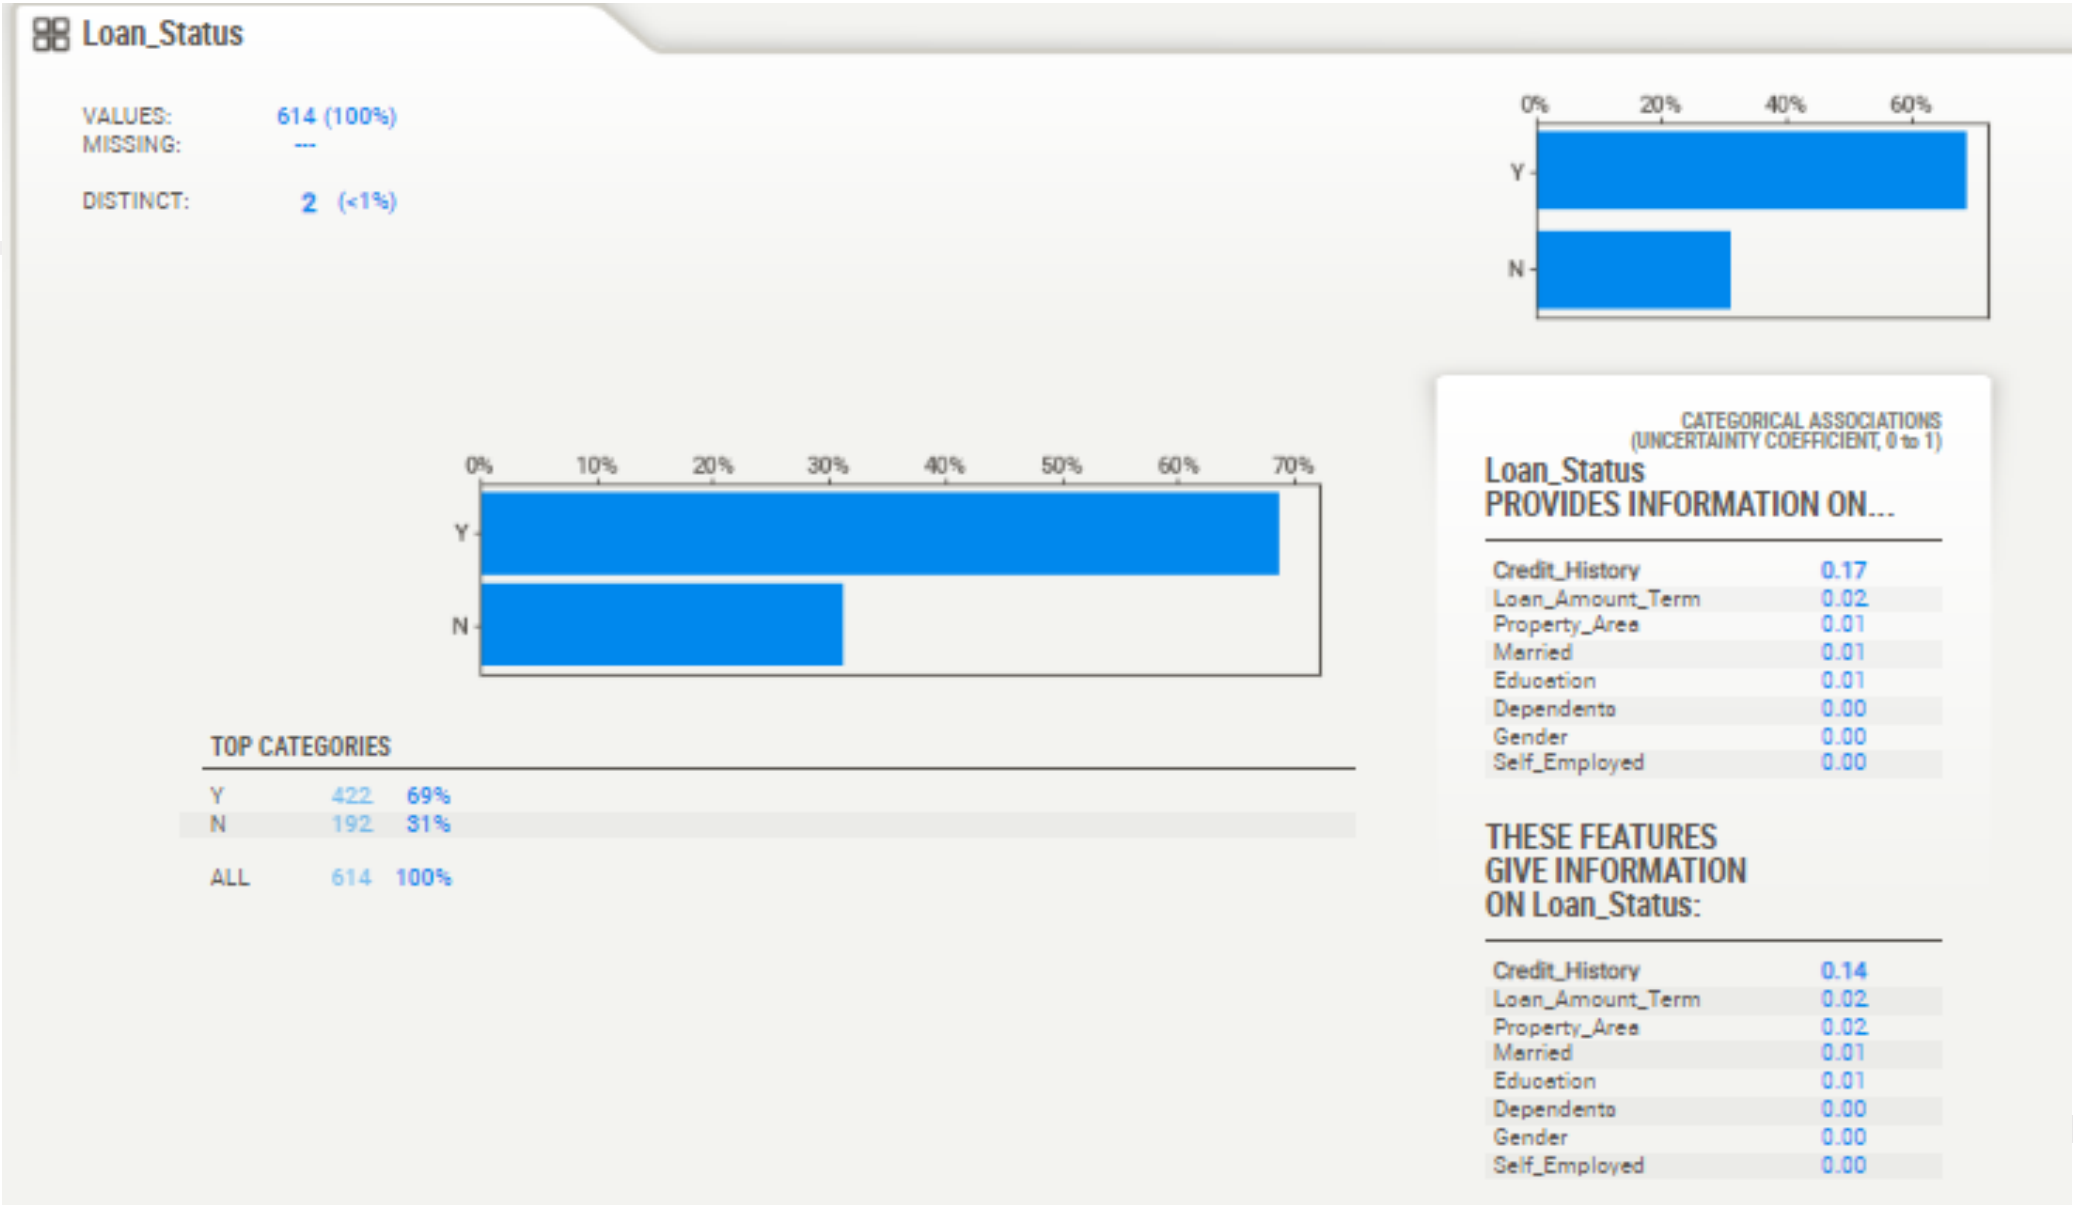 Loan_Status
VALUES: 614 (100%)
MISSING: ---
DISTINCT: 2 (<1%)
0% 20% 40% 60%
Y
N
0% 10% 20% 30% 40% 50% 60% 70%
Y
N
TOP CATEGORIES
Y 422 69%
N 192 31%
ALL 614 100%
CATEGORICAL ASSOCIATIONS
(UNCERTAINTY COEFFICIENT, 0 to 1)
Loan_Status
PROVIDES INFORMATION ON...
Credit_History 0.17
Loan_Amount_Term 0.02
Property_Area 0.01
Married 0.01
Education 0.01
Dependents 0.00
Gender 0.00
Self_Employed 0.00
THESE FEATURES
GIVE INFORMATION
ON Loan_Status:
Credit_History 0.14
Loan_Amount_Term 0.02
Property_Area 0.02
Married 0.01
Education 0.01
Dependents 0.00
Gender 0.00
Self_Employed 0.00